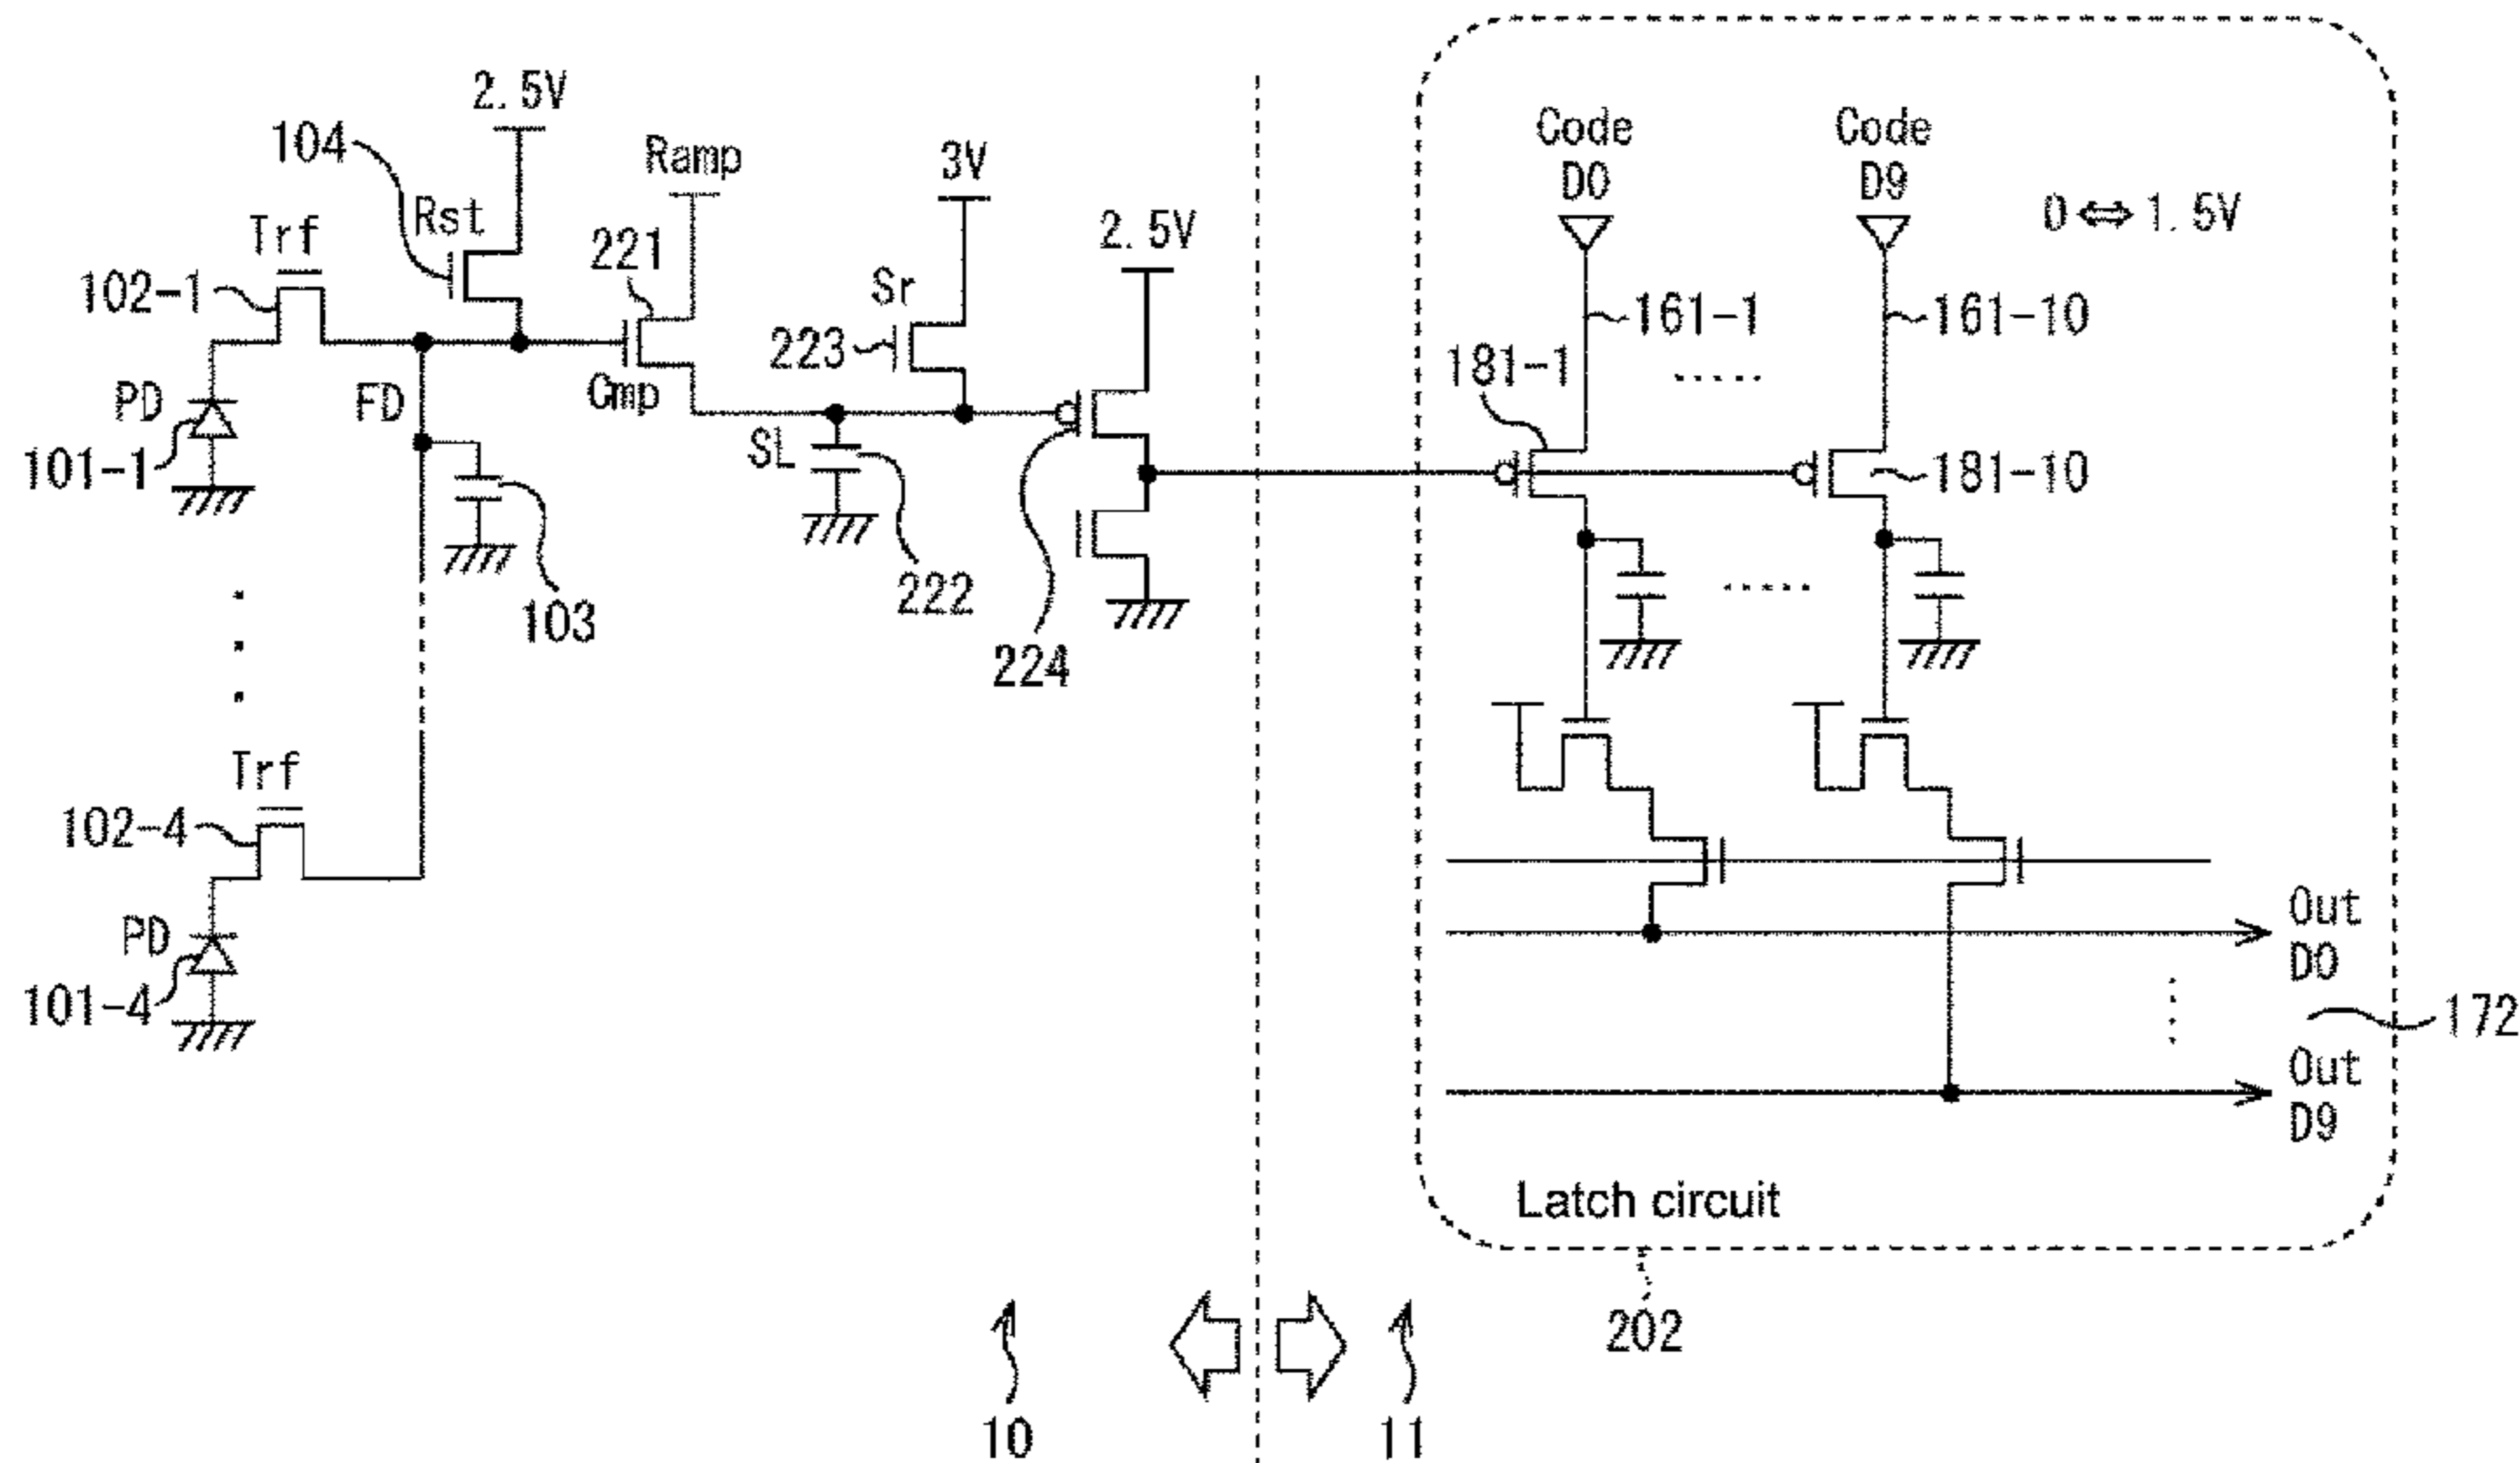 2.5V
104
Ramp
3V
Code
D0
Code
D9
0⇔1.5V
Trf
Rst
221
Sr
2.5V
102-1
223
161-1
161-10
PD
FD
Cmp
181-1
101-1
SL
181-10
222
103
224
Trf
102-4
PD
101-4
Out
D0
172
Out
D9
Latch circuit
202
10
11